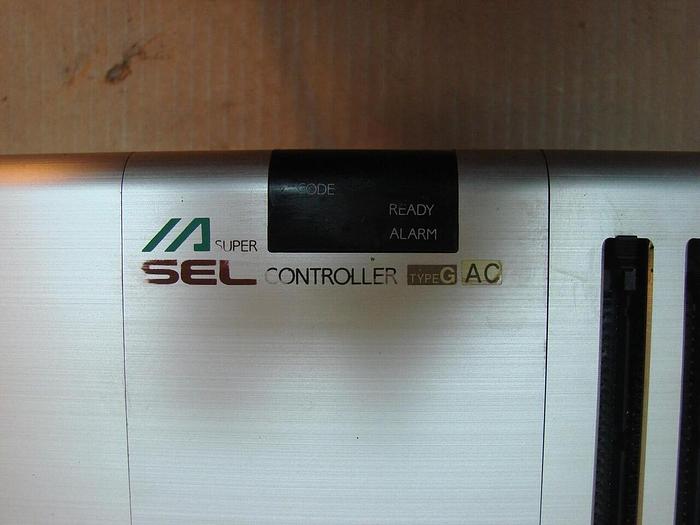 CODE
READY
ALARM
IA SUPER
SEL CONTROLLER TYPE G AC